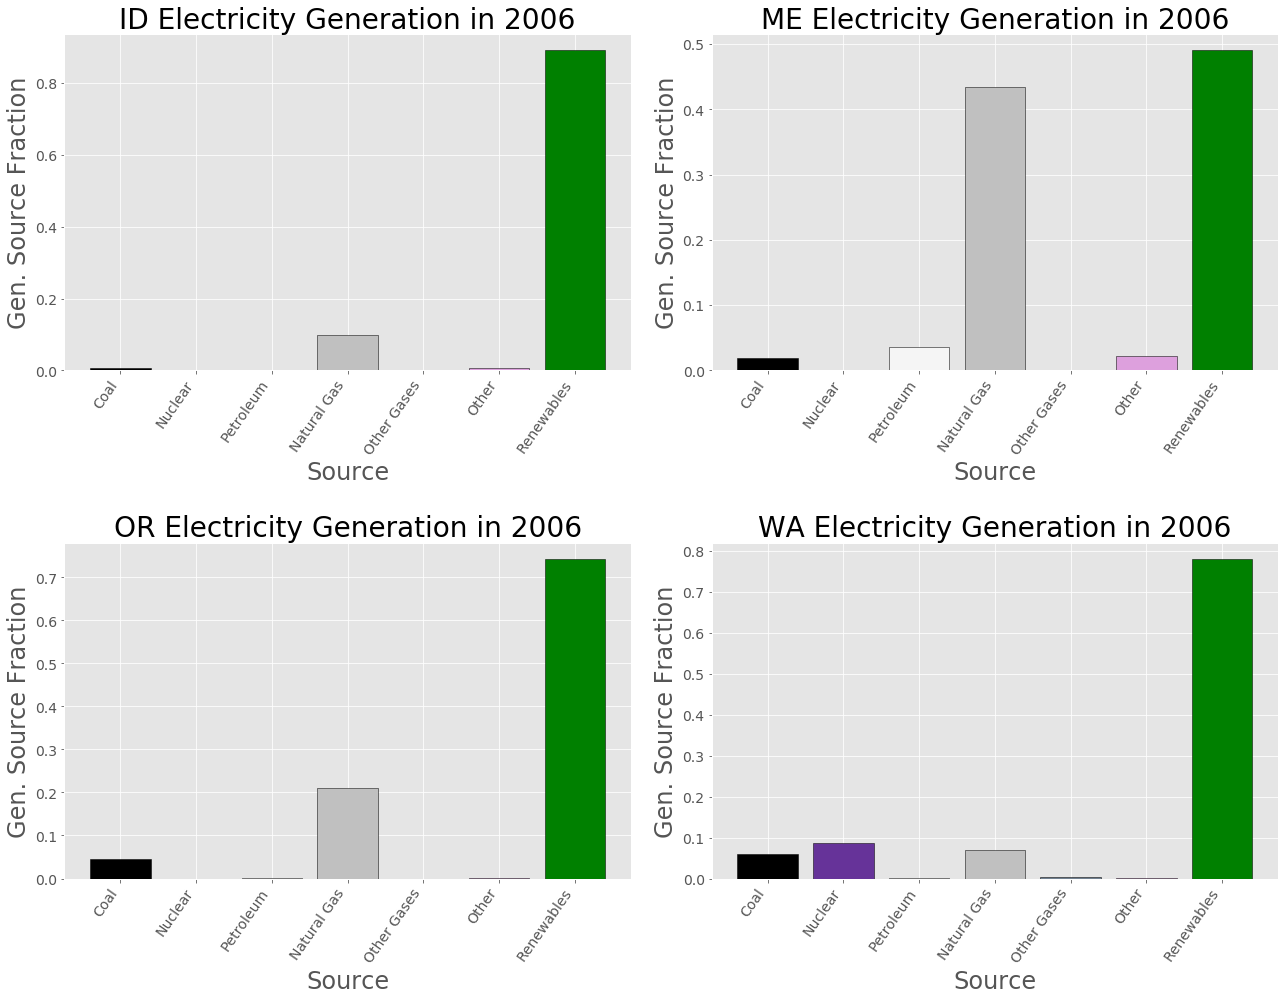 ID Electricity Generation in 2006
Gen. Source Fraction
0.8
0.6
0.4
0.2
0.0
Coal
Nuclear
Petroleum
Natural Gas
Other Gases
Other
Renewables
Source
ME Electricity Generation in 2006
Gen. Source Fraction
0.5
0.4
0.3
0.2
0.1
0.0
Coal
Nuclear
Petroleum
Natural Gas
Other Gases
Other
Renewables
Source
OR Electricity Generation in 2006
Gen. Source Fraction
0.7
0.6
0.5
0.4
0.3
0.2
0.1
0.0
Coal
Nuclear
Petroleum
Natural Gas
Other Gases
Other
Renewables
Source
WA Electricity Generation in 2006
Gen. Source Fraction
0.8
0.7
0.6
0.5
0.4
0.3
0.2
0.1
0.0
Coal
Nuclear
Petroleum
Natural Gas
Other Gases
Other
Renewables
Source